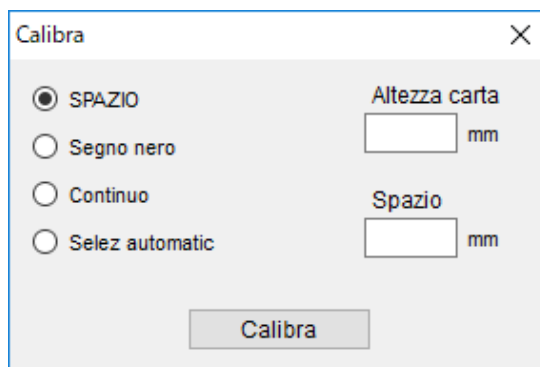 Calibra
SPAZIO
Segno nero
Continuo
Selez automatic
Altezza carta
mm
Spazio
mm
Calibra